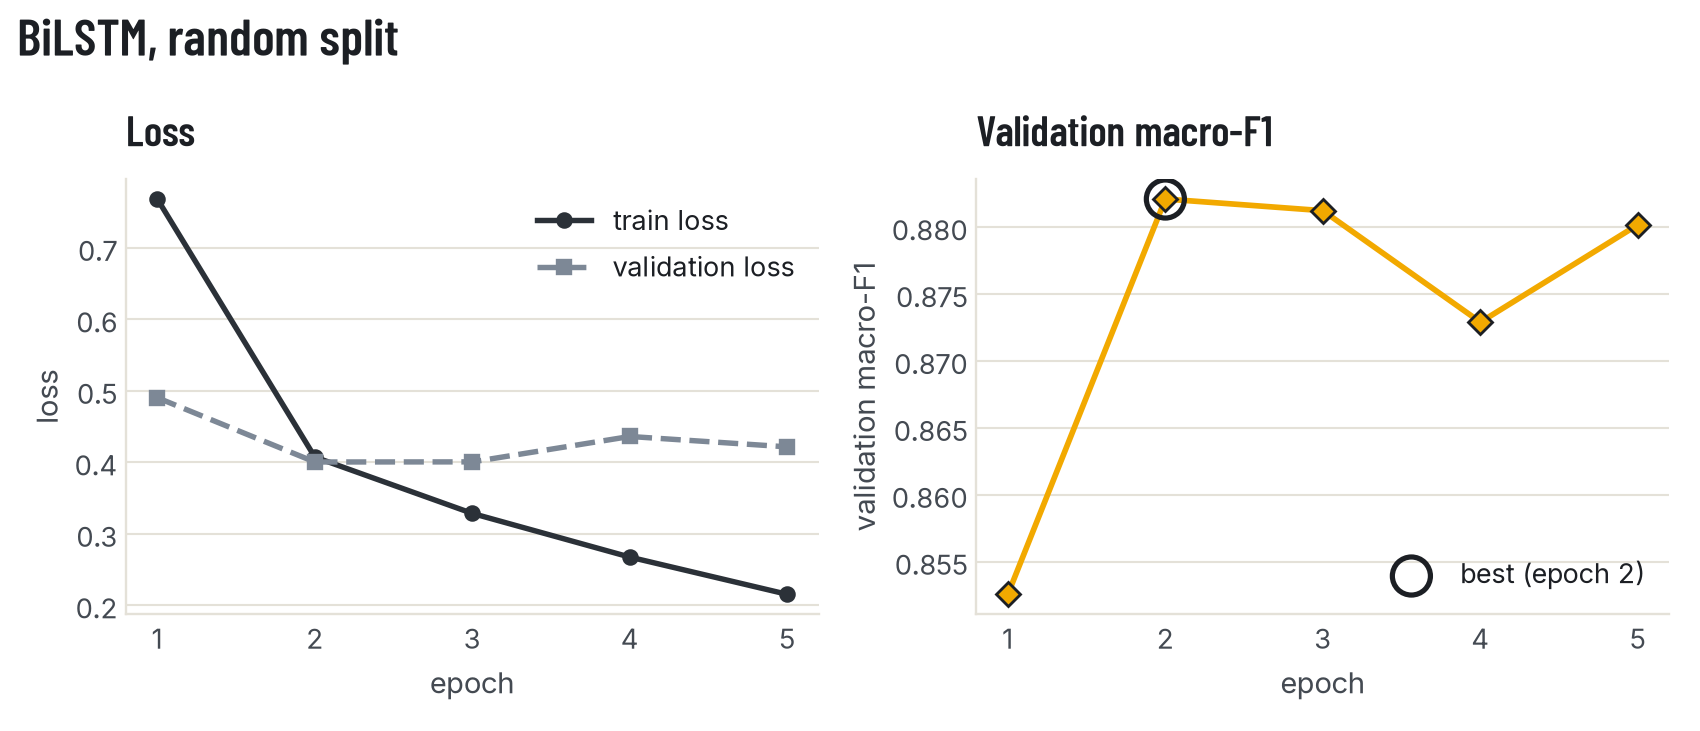 BiLSTM, random split
Loss
train loss
validation loss
0.7
0.6
0.5
0.4
0.3
0.2
loss
1 2 3 4 5
epoch
Validation macro-F1
0.880
0.875
0.870
0.865
0.860
0.855
validation macro-F1
best (epoch 2)
1 2 3 4 5
epoch